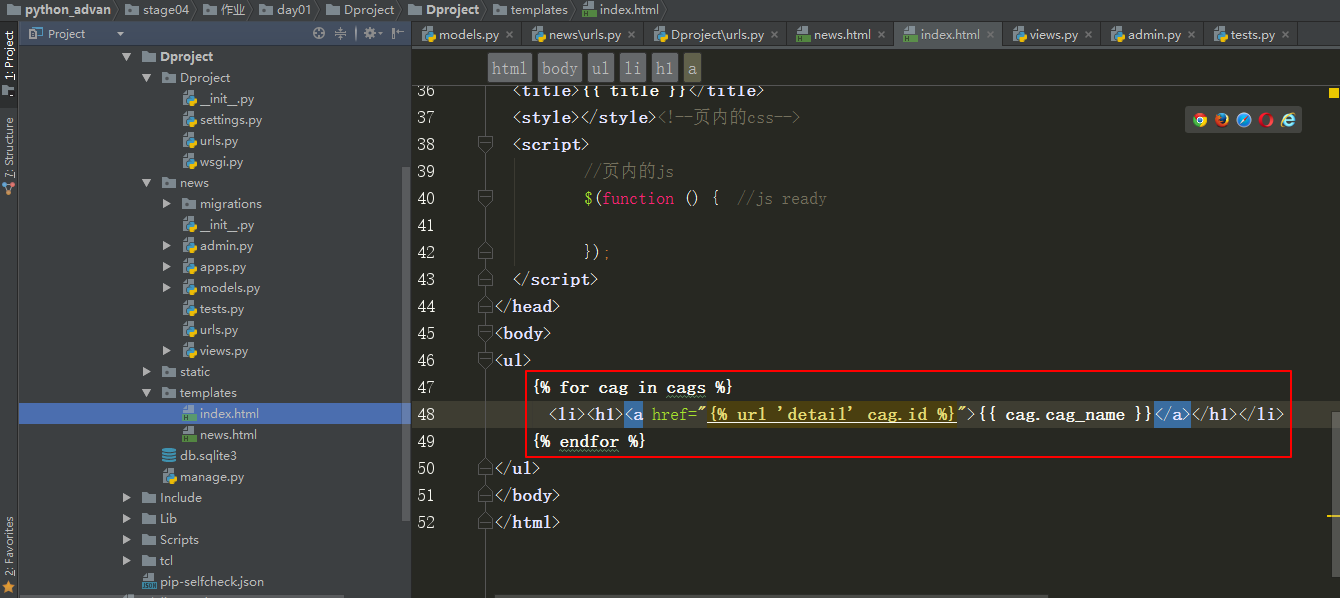 python_advan stage04 作业 day01 Dproject Dproject templates index.html
Project
models.py news\urls.py Dproject\urls.py news.html index.html views.py admin.py tests.py
1: Project
7: Structure
2: Favorites
Dproject
Dproject
__init__.py
settings.py
urls.py
wsgi.py
news
migrations
__init__.py
admin.py
apps.py
models.py
tests.py
urls.py
views.py
static
templates
index.html
news.html
db.sqlite3
manage.py
Include
Lib
Scripts
tcl
pip-selfcheck.json
html body ul li h1 a
36 <title>{{ title }}</title>
37 <style></style><!--页内的css-->
38 <script>
39 //页内的js
40 $(function () { //js ready
41
42 });
43 </script>
44 </head>
45 <body>
46 <ul>
47 {% for cag in cags %}
48 <li><h1><a href="{% url 'detail' cag.id %}">{{ cag.cag_name }}</a></h1></li>
49 {% endfor %}
50 </ul>
51 </body>
52 </html>